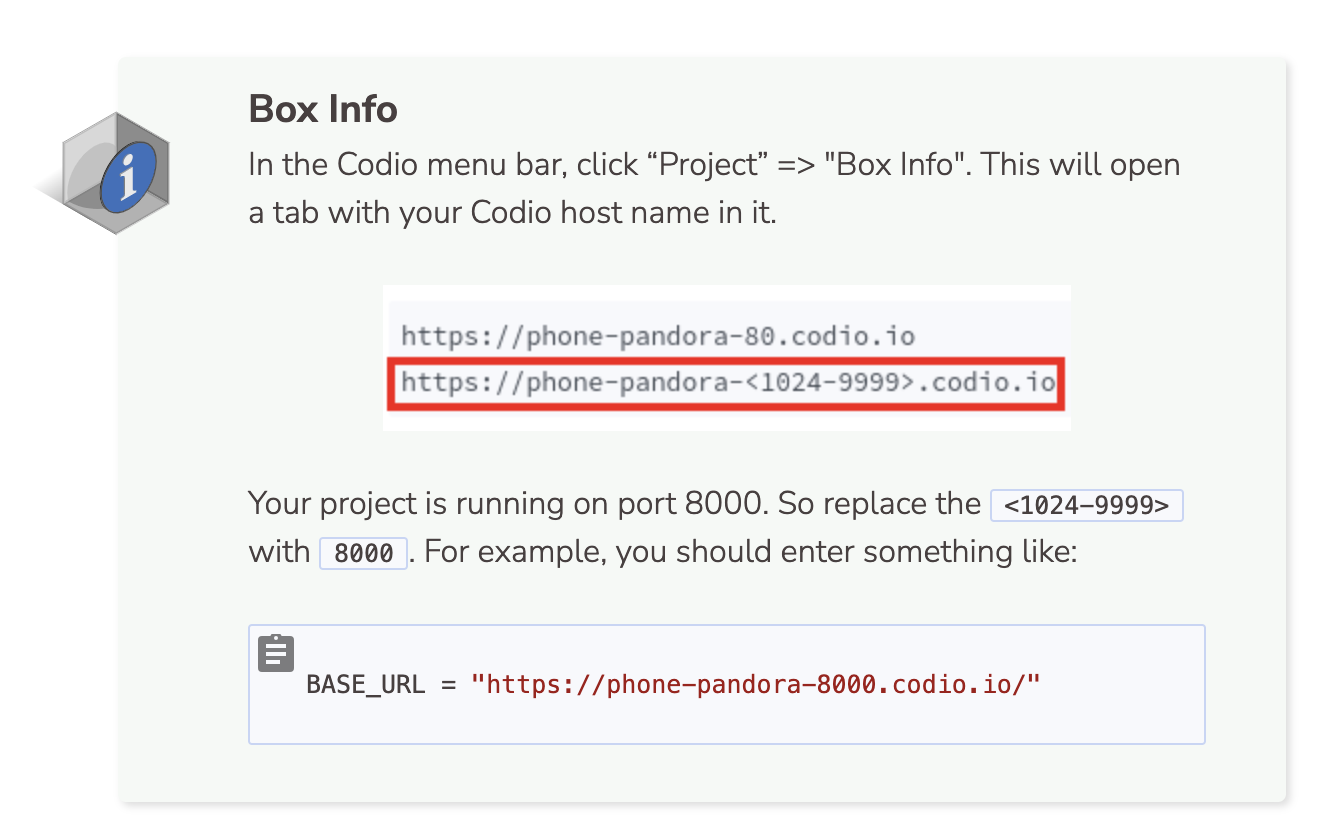 Box Info
In the Codio menu bar, click “Project” => "Box Info". This will open
a tab with your Codio host name in it.
https://phone-pandora-80.codio.io
https://phone-pandora-<1024-9999>.codio.io
Your project is running on port 8000. So replace the <1024-9999>
with 8000. For example, you should enter something like:
BASE_URL = "https://phone-pandora-8000.codio.io/"